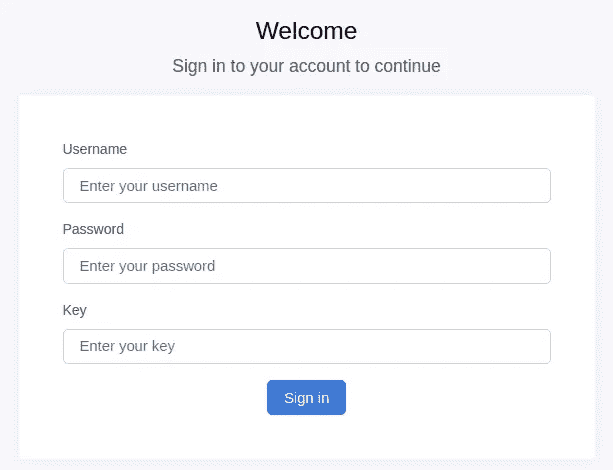 Welcome
Sign in to your account to continue
Username
Enter your username
Password
Enter your password
Key
Enter your key
Sign in